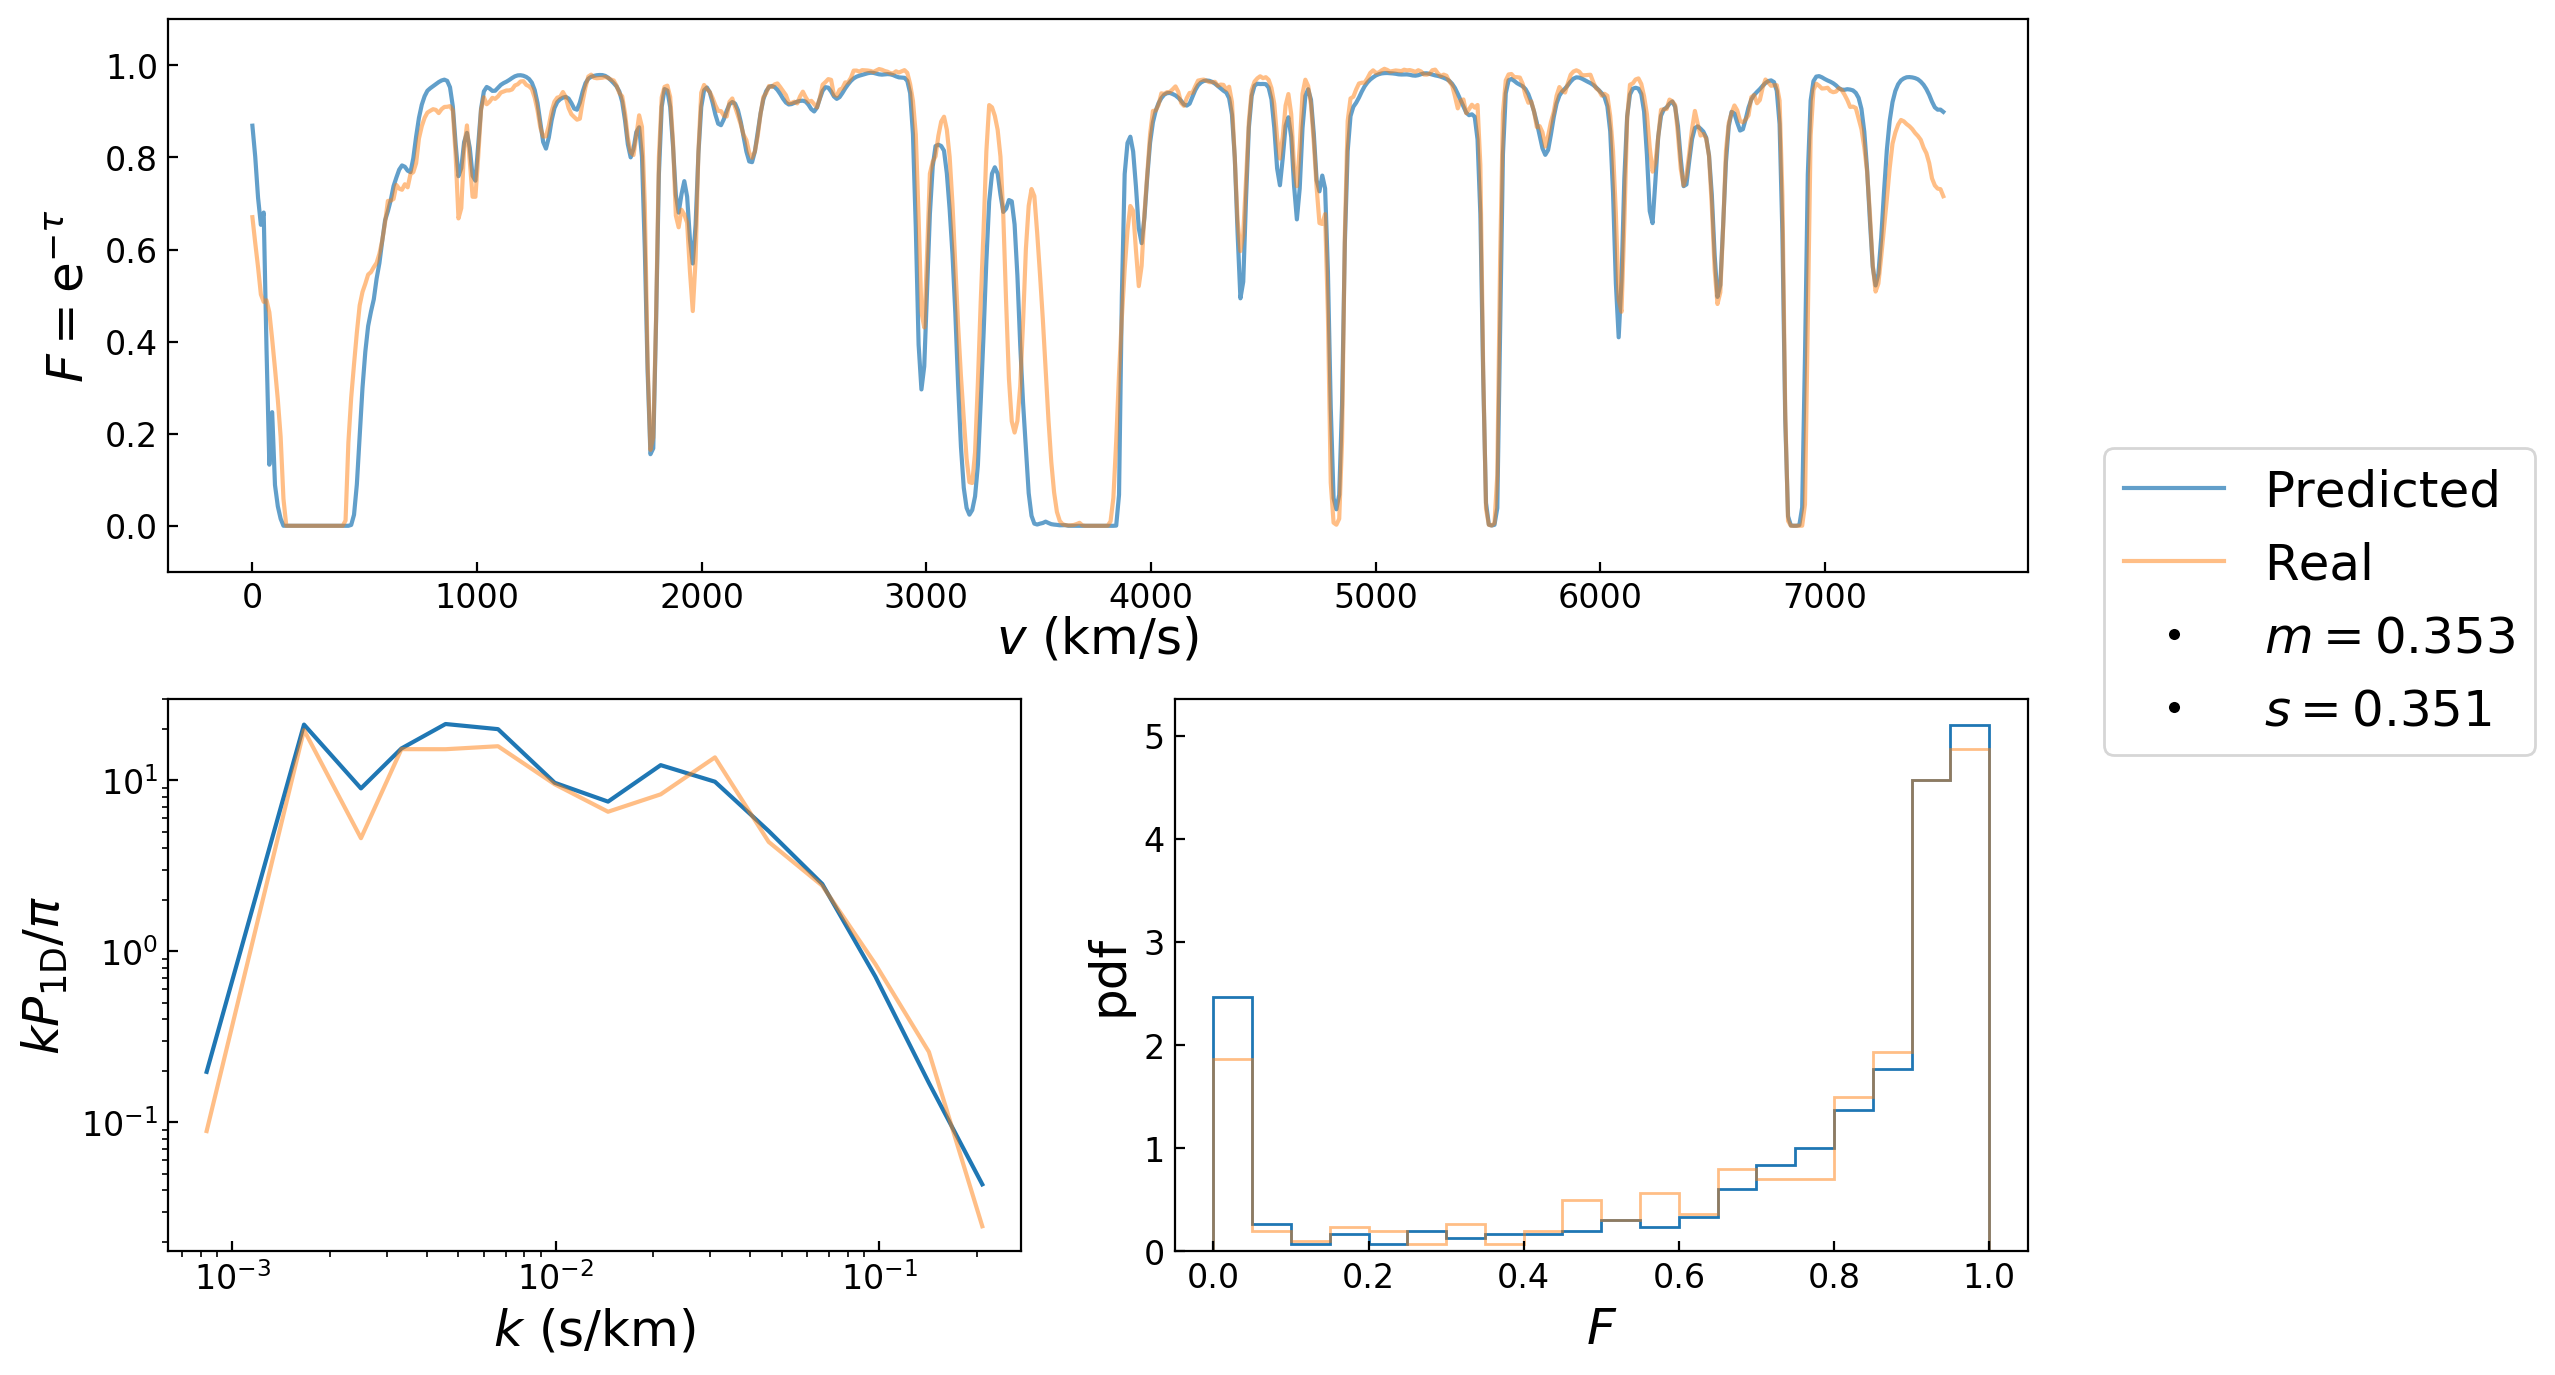 1.0
0.8
0.6
0.4
0.2
0.0
F = e^{-τ}
0 1000 2000 3000 4000 5000 6000 7000
v (km/s)
Predicted
Real
m = 0.353
s = 0.351
10^1
10^0
10^{-1}
kP_{1D}/π
10^{-3} 10^{-2} 10^{-1}
k (s/km)
5
4
3
2
1
0
pdf
0.0 0.2 0.4 0.6 0.8 1.0
F